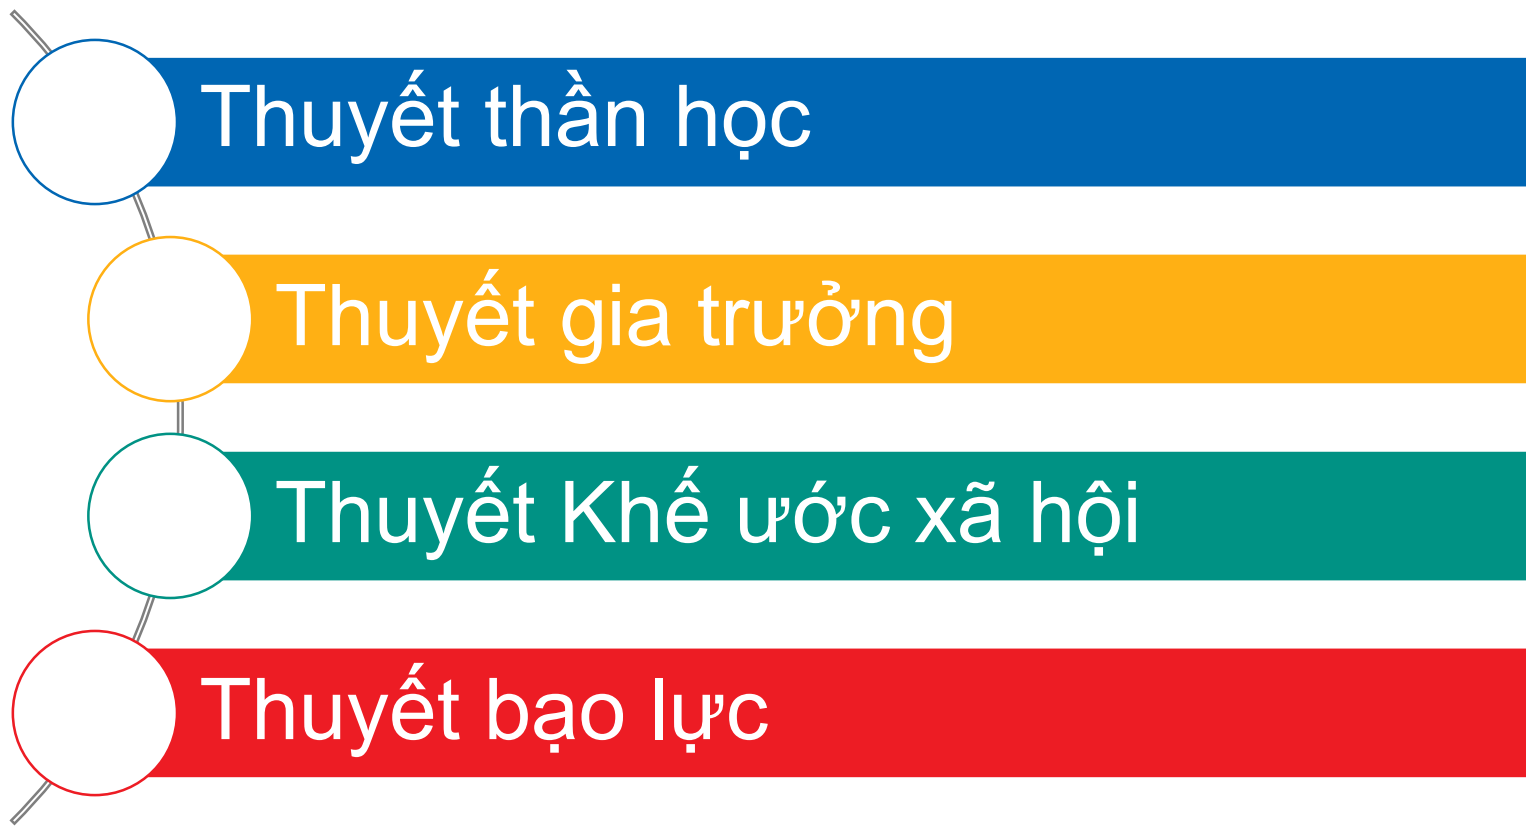 Thuyết thần học
Thuyết gia trưởng
Thuyết Khế ước xã hội
Thuyết bạo lực